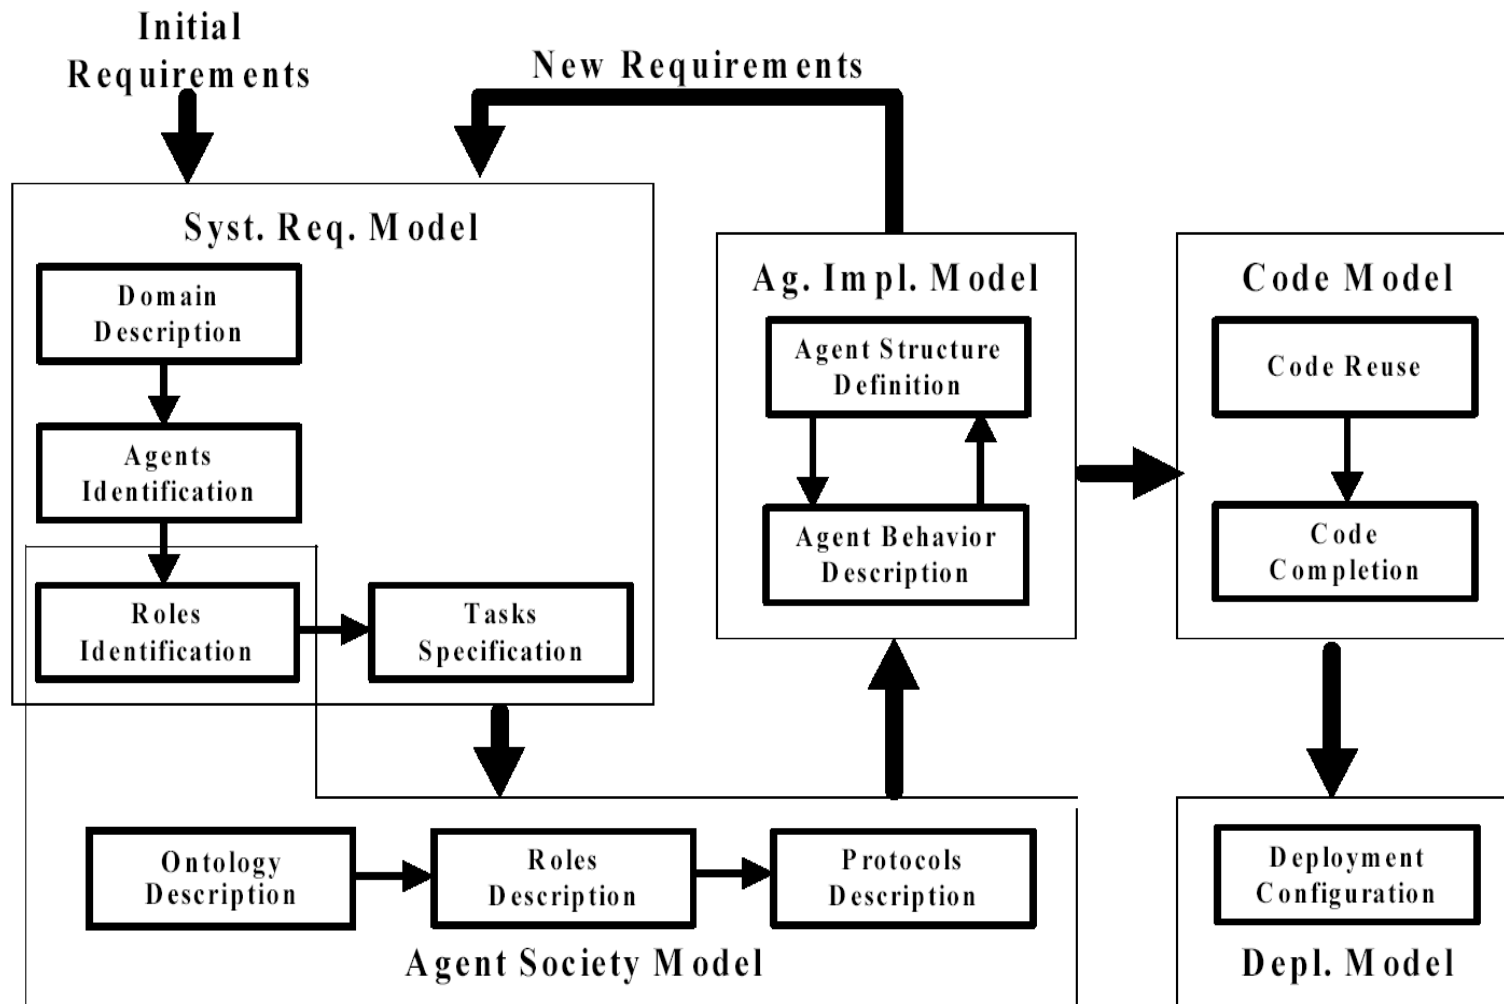 Initial
Requirements
New Requirements
Syst. Req. Model
Domain
Description
Agents
Identification
Roles
Identification
Tasks
Specification
Ag. Impl. Model
Agent Structure
Definition
Agent Behavior
Description
Code Model
Code Reuse
Code
Completion
Ontology
Description
Roles
Description
Protocols
Description
Agent Society Model
Deployment
Configuration
Depl. Model